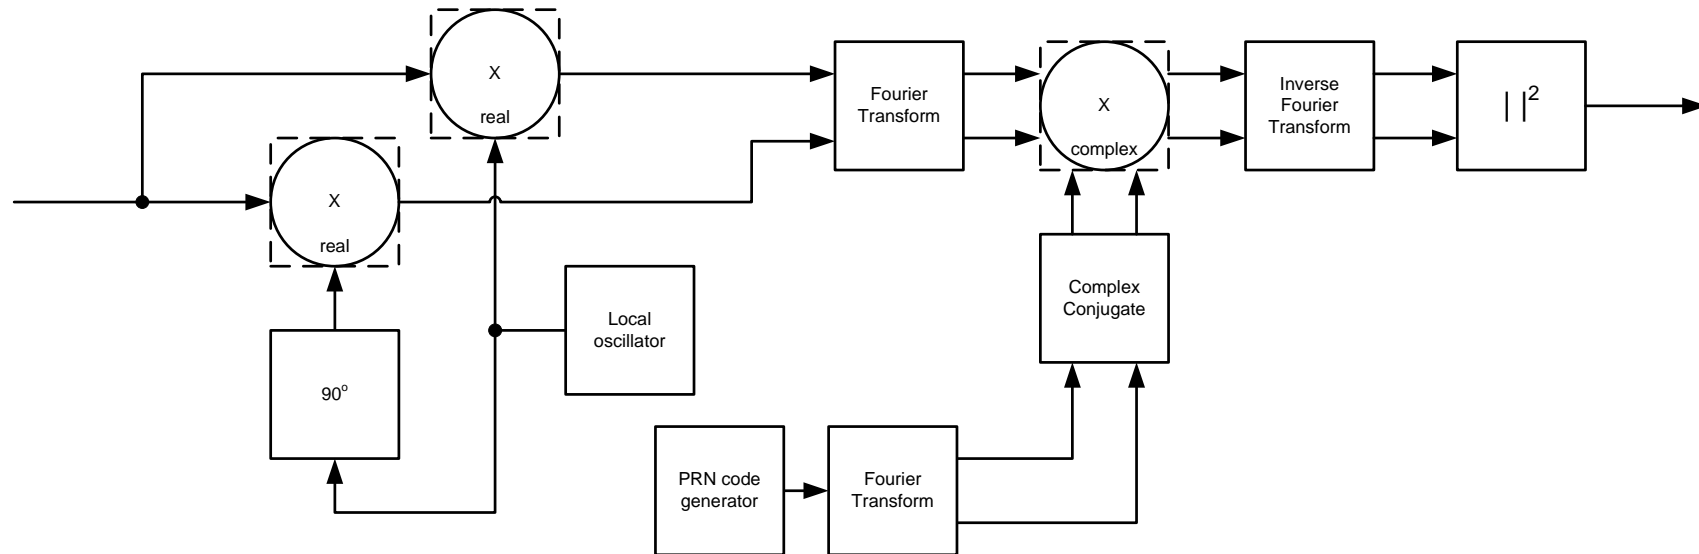 X
real
X
real
Fourier
Transform
X
complex
Inverse
Fourier
Transform
| |²
Local
oscillator
Complex
Conjugate
90°
PRN code
generator
Fourier
Transform